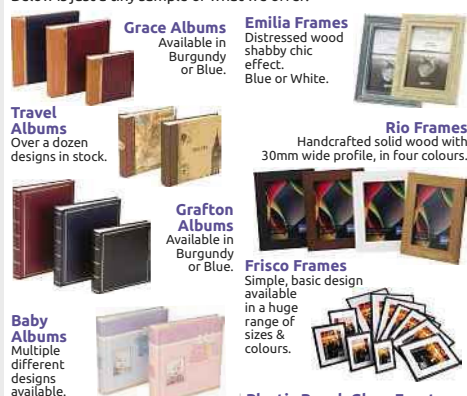 Grace Albums
Available in
Burgundy
or Blue.
Travel
Albums
Over a dozen
designs in stock.
Grafton
Albums
Available in
Burgundy
or Blue.
Baby
Albums
Multiple
different
designs
available.
Emilia Frames
Distressed wood
shabby chic
effect.
Blue or White.
Rio Frames
Handcrafted solid wood with
30mm wide profile, in four colours.
Frisco Frames
Simple, basic design
available
in a huge
range of
sizes &
colours.